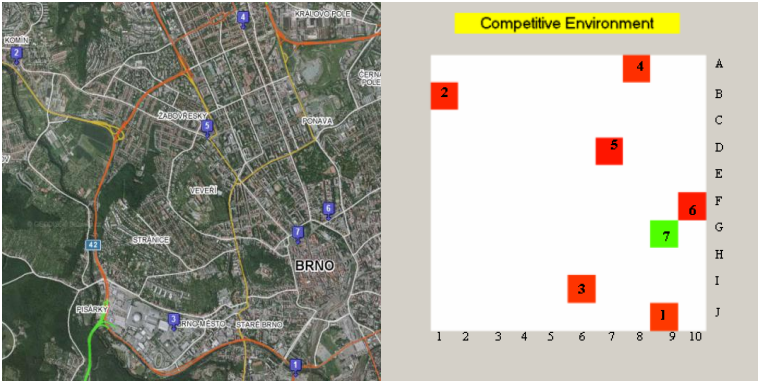 4
KRÁLOVO POLE
KOMÍN
2
ČERNÁ
POLE
ŽABOVŘESKY
5
PONAVA
VEVEŘÍ
6
7
STRÁNICE
42
BRNO
PISÁRKY
3
BRNO-MĚSTO
STARÉ BRNO
1
Competitive Environment
4
A
2
B
C
5
D
E
6
F
7
G
H
3
I
1
J
1 2 3 4 5 6 7 8 9 10